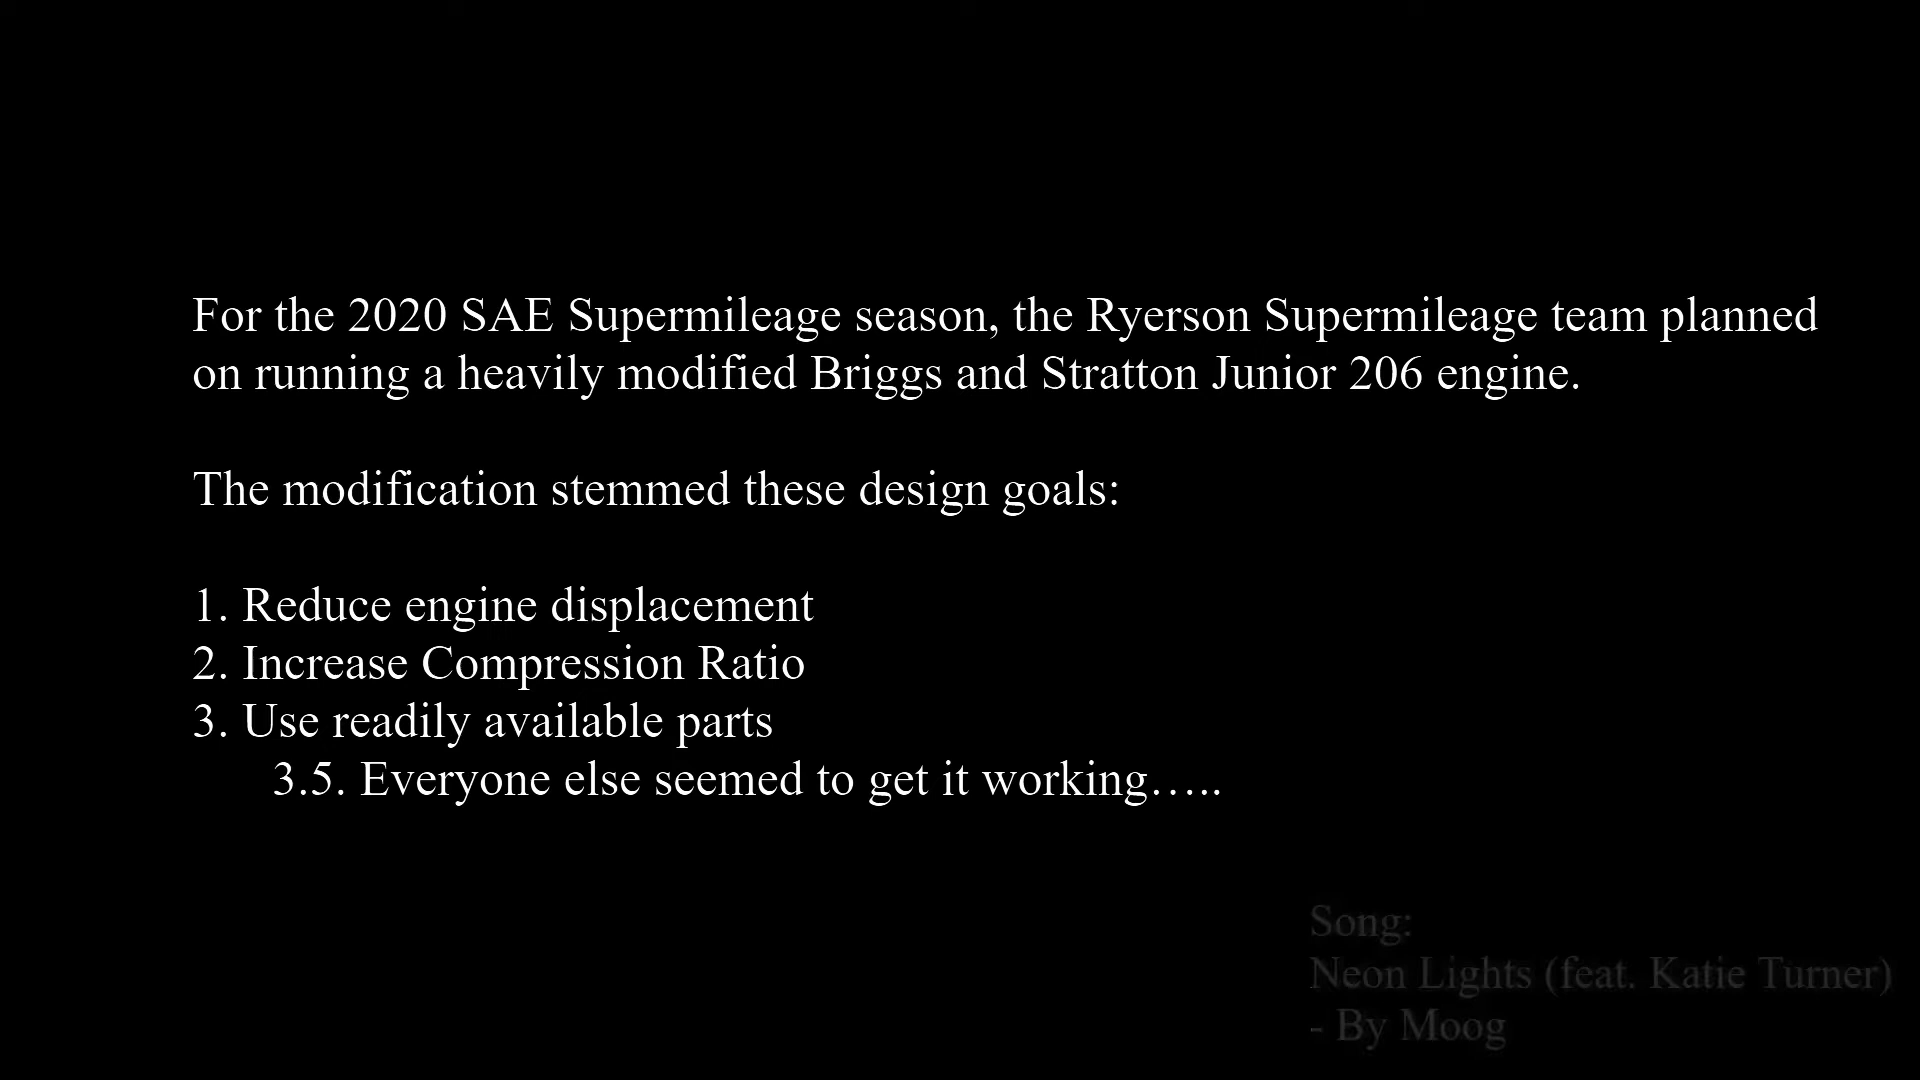 For the 2020 SAE Supermileage season, the Ryerson Supermileage team planned
on running a heavily modified Briggs and Stratton Junior 206 engine.
The modification stemmed these design goals:
1. Reduce engine displacement
2. Increase Compression Ratio
3. Use readily available parts
3.5. Everyone else seemed to get it working…..
Song:
Neon Lights (feat. Katie Turner)
- By Moog